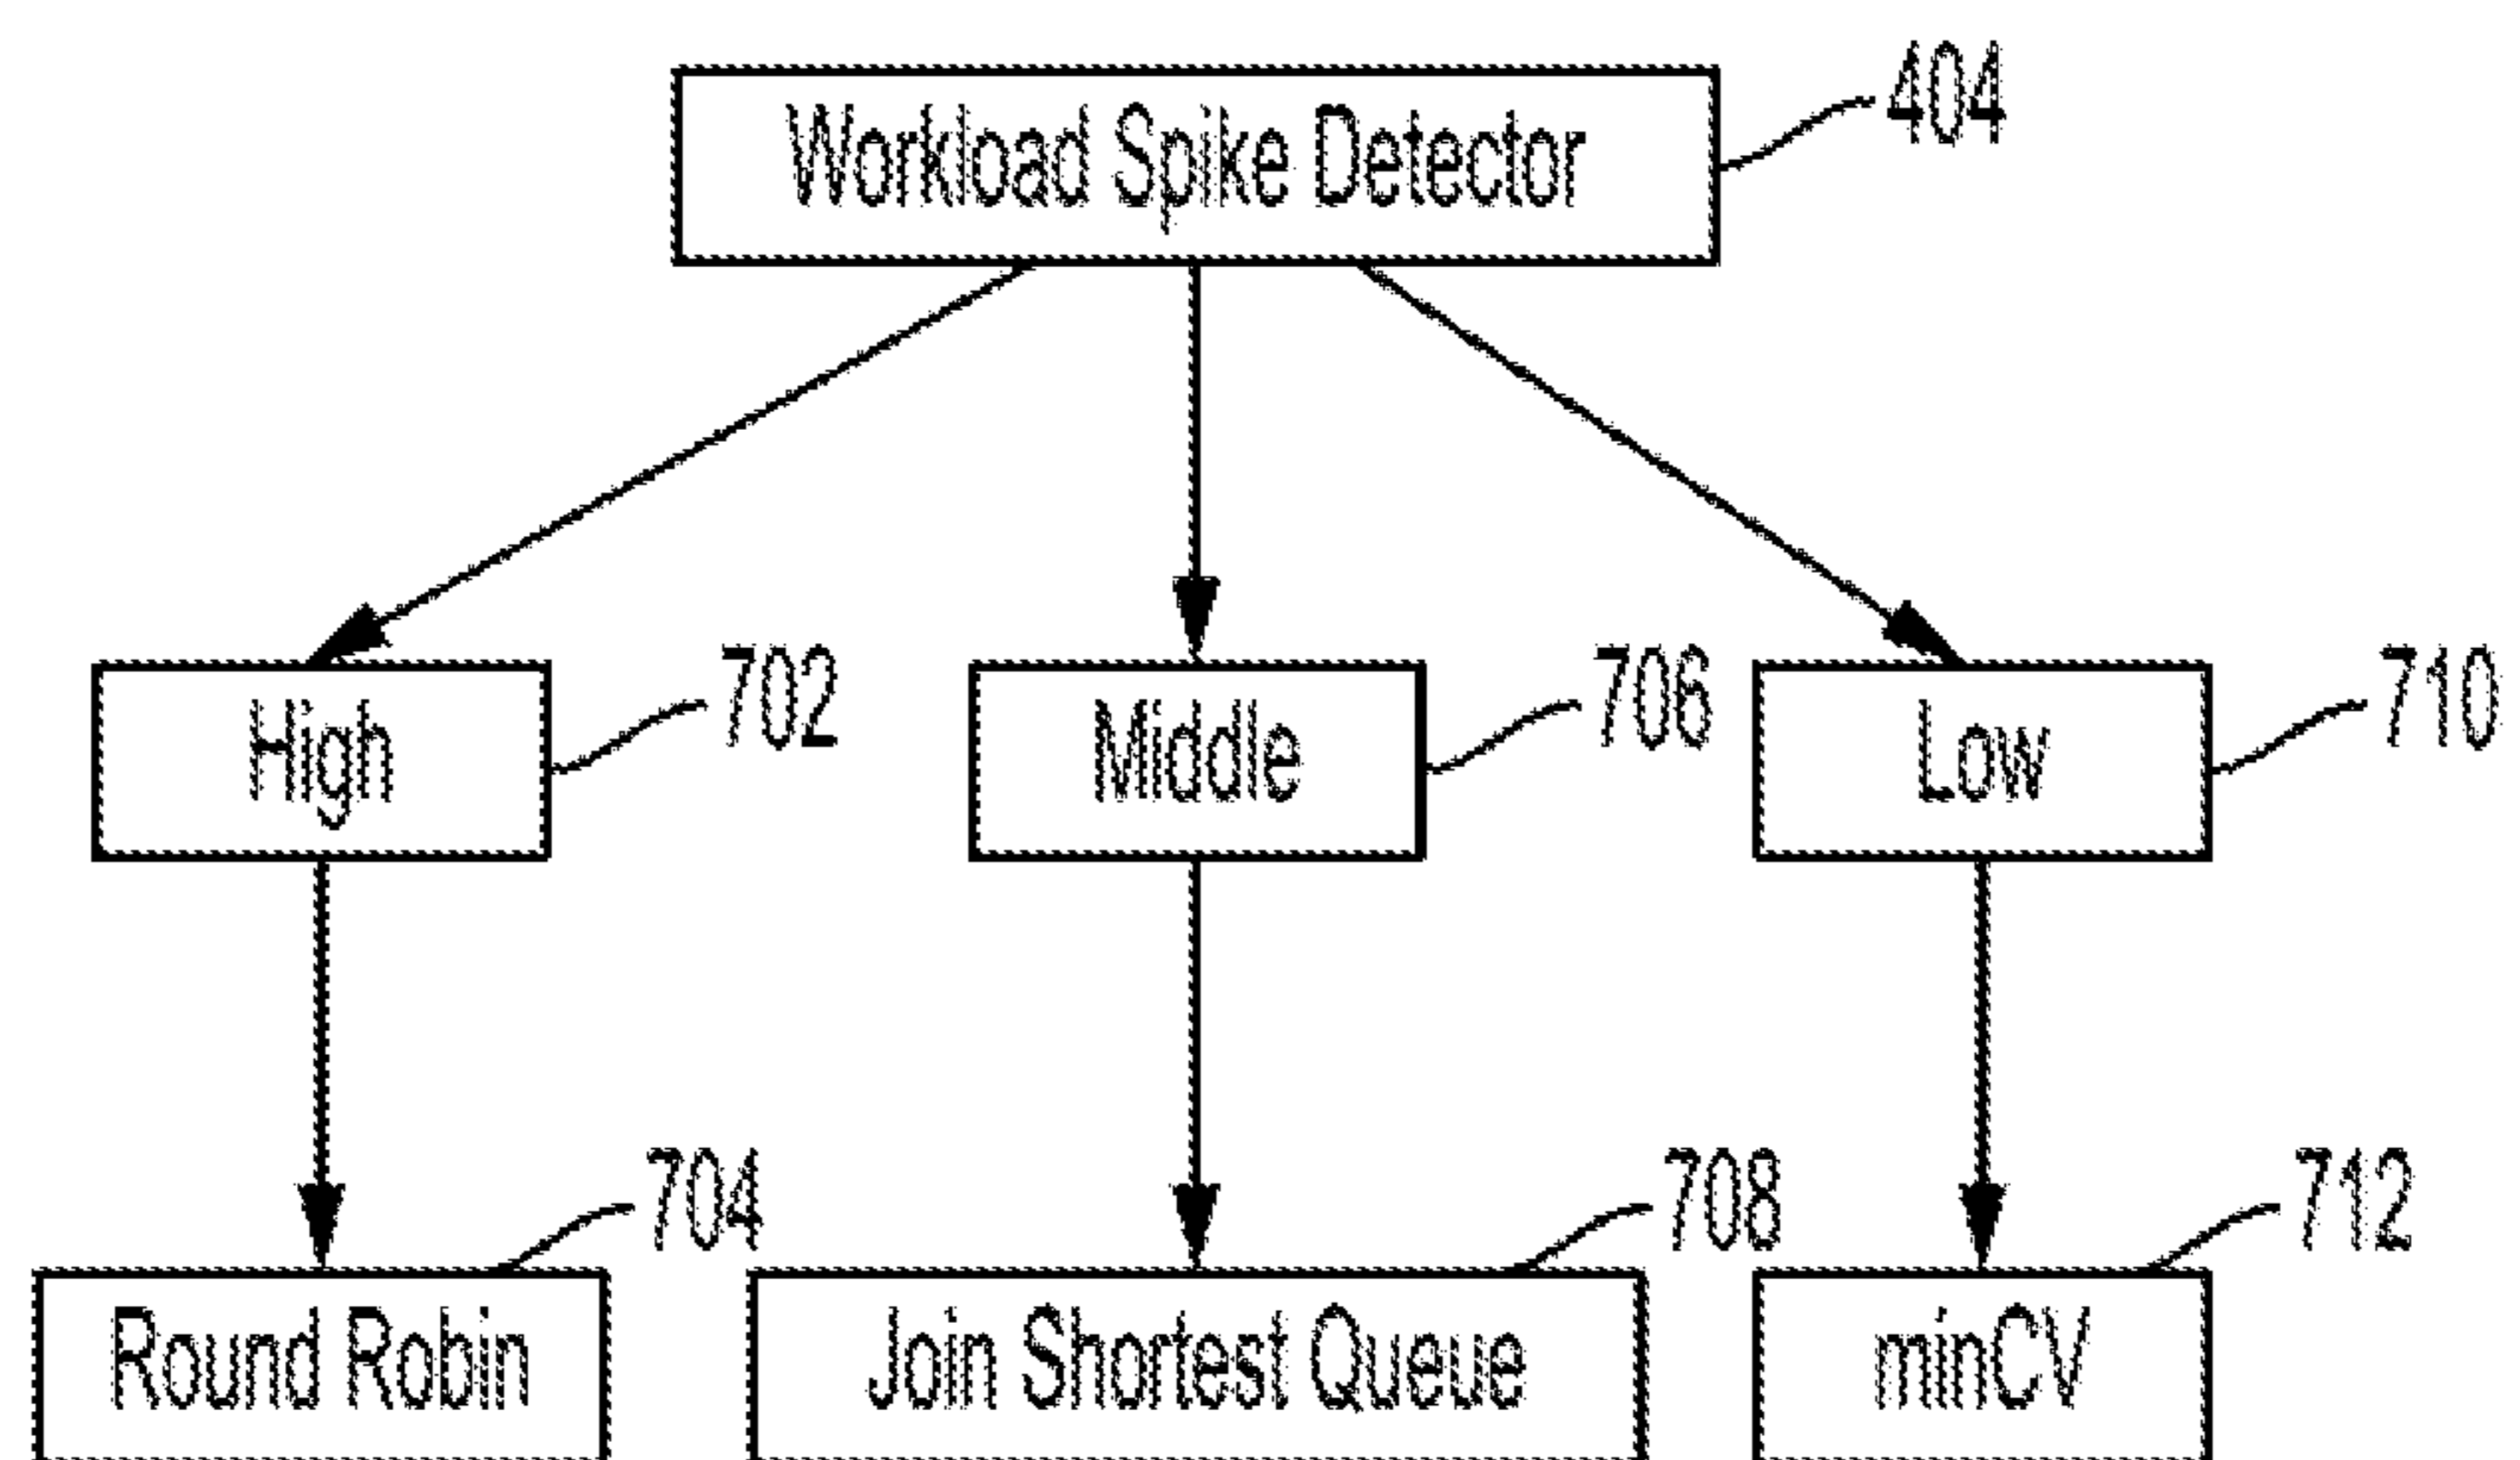 Workload Spike Detector
404
High
702
Middle
706
Low
710
Round Robin
704
Join Shortest Queue
708
minCV
712